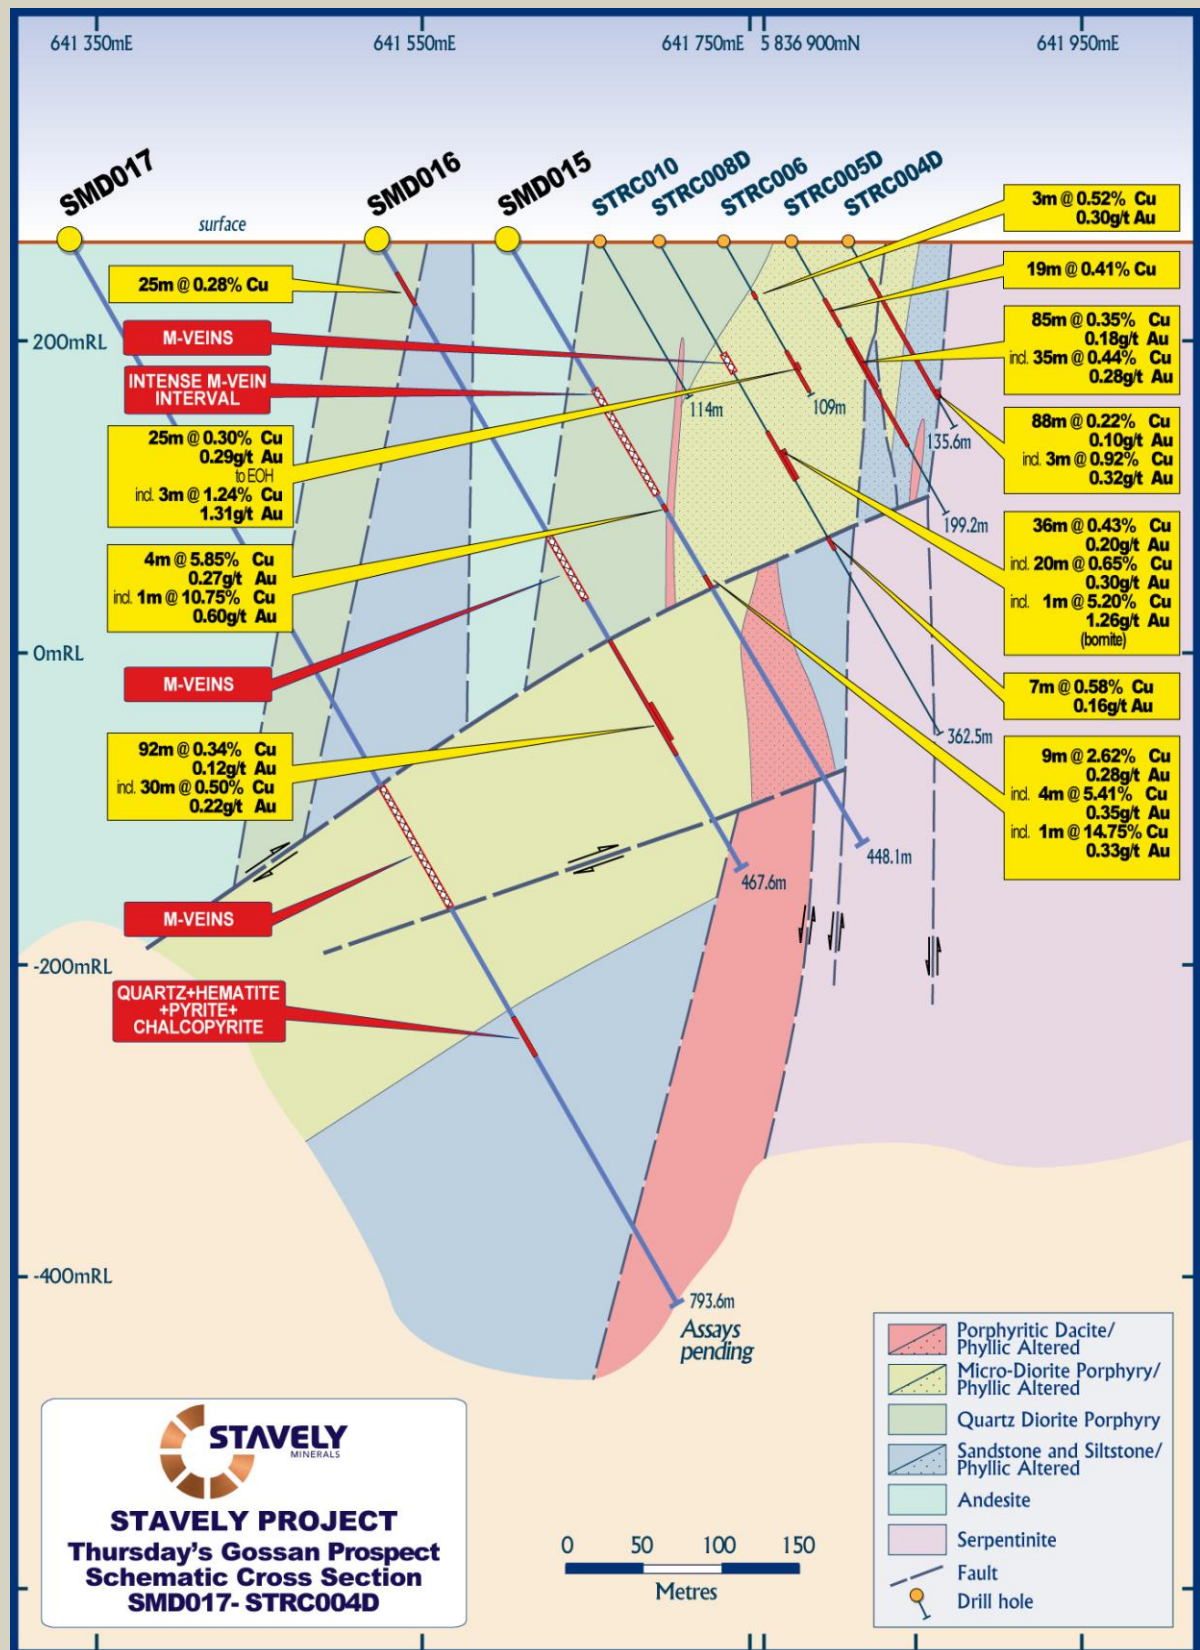 641 350mE
641 550mE
641 750mE
5 836 900mN
641 950mE
SMD017
SMD016
SMD015
STRC010
STRC008D
STRC006
STRC005D
STRC004D
surface
3m @ 0.52% Cu
0.30g/t Au
19m @ 0.41% Cu
85m @ 0.35% Cu
0.18g/t Au
incl. 35m @ 0.44% Cu
0.28g/t Au
88m @ 0.22% Cu
0.10g/t Au
incl. 3m @ 0.92% Cu
0.32g/t Au
36m @ 0.43% Cu
0.20g/t Au
incl. 20m @ 0.65% Cu
0.30g/t Au
incl. 1m @ 5.20% Cu
1.26g/t Au
(bornite)
7m @ 0.58% Cu
0.16g/t Au
9m @ 2.62% Cu
0.28g/t Au
incl. 4m @ 5.41% Cu
0.35g/t Au
incl. 1m @ 14.75% Cu
0.33g/t Au
25m @ 0.28% Cu
M-VEINS
INTENSE M-VEIN
INTERVAL
25m @ 0.30% Cu
0.29g/t Au
to EOH
incl. 3m @ 1.24% Cu
1.31g/t Au
4m @ 5.85% Cu
0.27g/t Au
incl. 1m @ 10.75% Cu
0.60g/t Au
M-VEINS
92m @ 0.34% Cu
0.12g/t Au
incl. 30m @ 0.50% Cu
0.22g/t Au
M-VEINS
QUARTZ+HEMATITE
+PYRITE+
CHALCOPYRITE
200mRL
0mRL
-200mRL
-400mRL
114m
109m
135.6m
199.2m
362.5m
448.1m
467.6m
793.6m
Assays
pending
STAVELY
MINERALS
STAVELY PROJECT
Thursday's Gossan Prospect
Schematic Cross Section
SMD017- STRC004D
0 50 100 150
Metres
Porphyritic Dacite/
Phyllic Altered
Micro-Diorite Porphyry/
Phyllic Altered
Quartz Diorite Porphyry
Sandstone and Siltstone/
Phyllic Altered
Andesite
Serpentinite
Fault
Drill hole